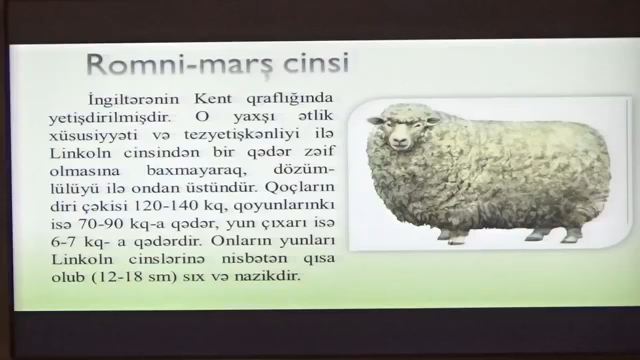 Romni-marş cinsi
İngiltərənin Kent qraflığında
yetişdirilmişdir. O yaxşı ətlik
xüsusiyyəti və tezyetişkənliyi ilə
Linkoln cinsindən bir qədər zəif
olmasına baxmayaraq, dözüm-
lülüyü ilə ondan üstündür. Qoçların
diri çəkisi 120-140 kq, qoyunlarınkı
isə 70-90 kq-a qədər, yun çıxarı isə
6-7 kq- a qədərdir. Onların yunları
Linkoln cinslərinə nisbətən qısa
olub (12-18 sm) sıx və nazikdir.